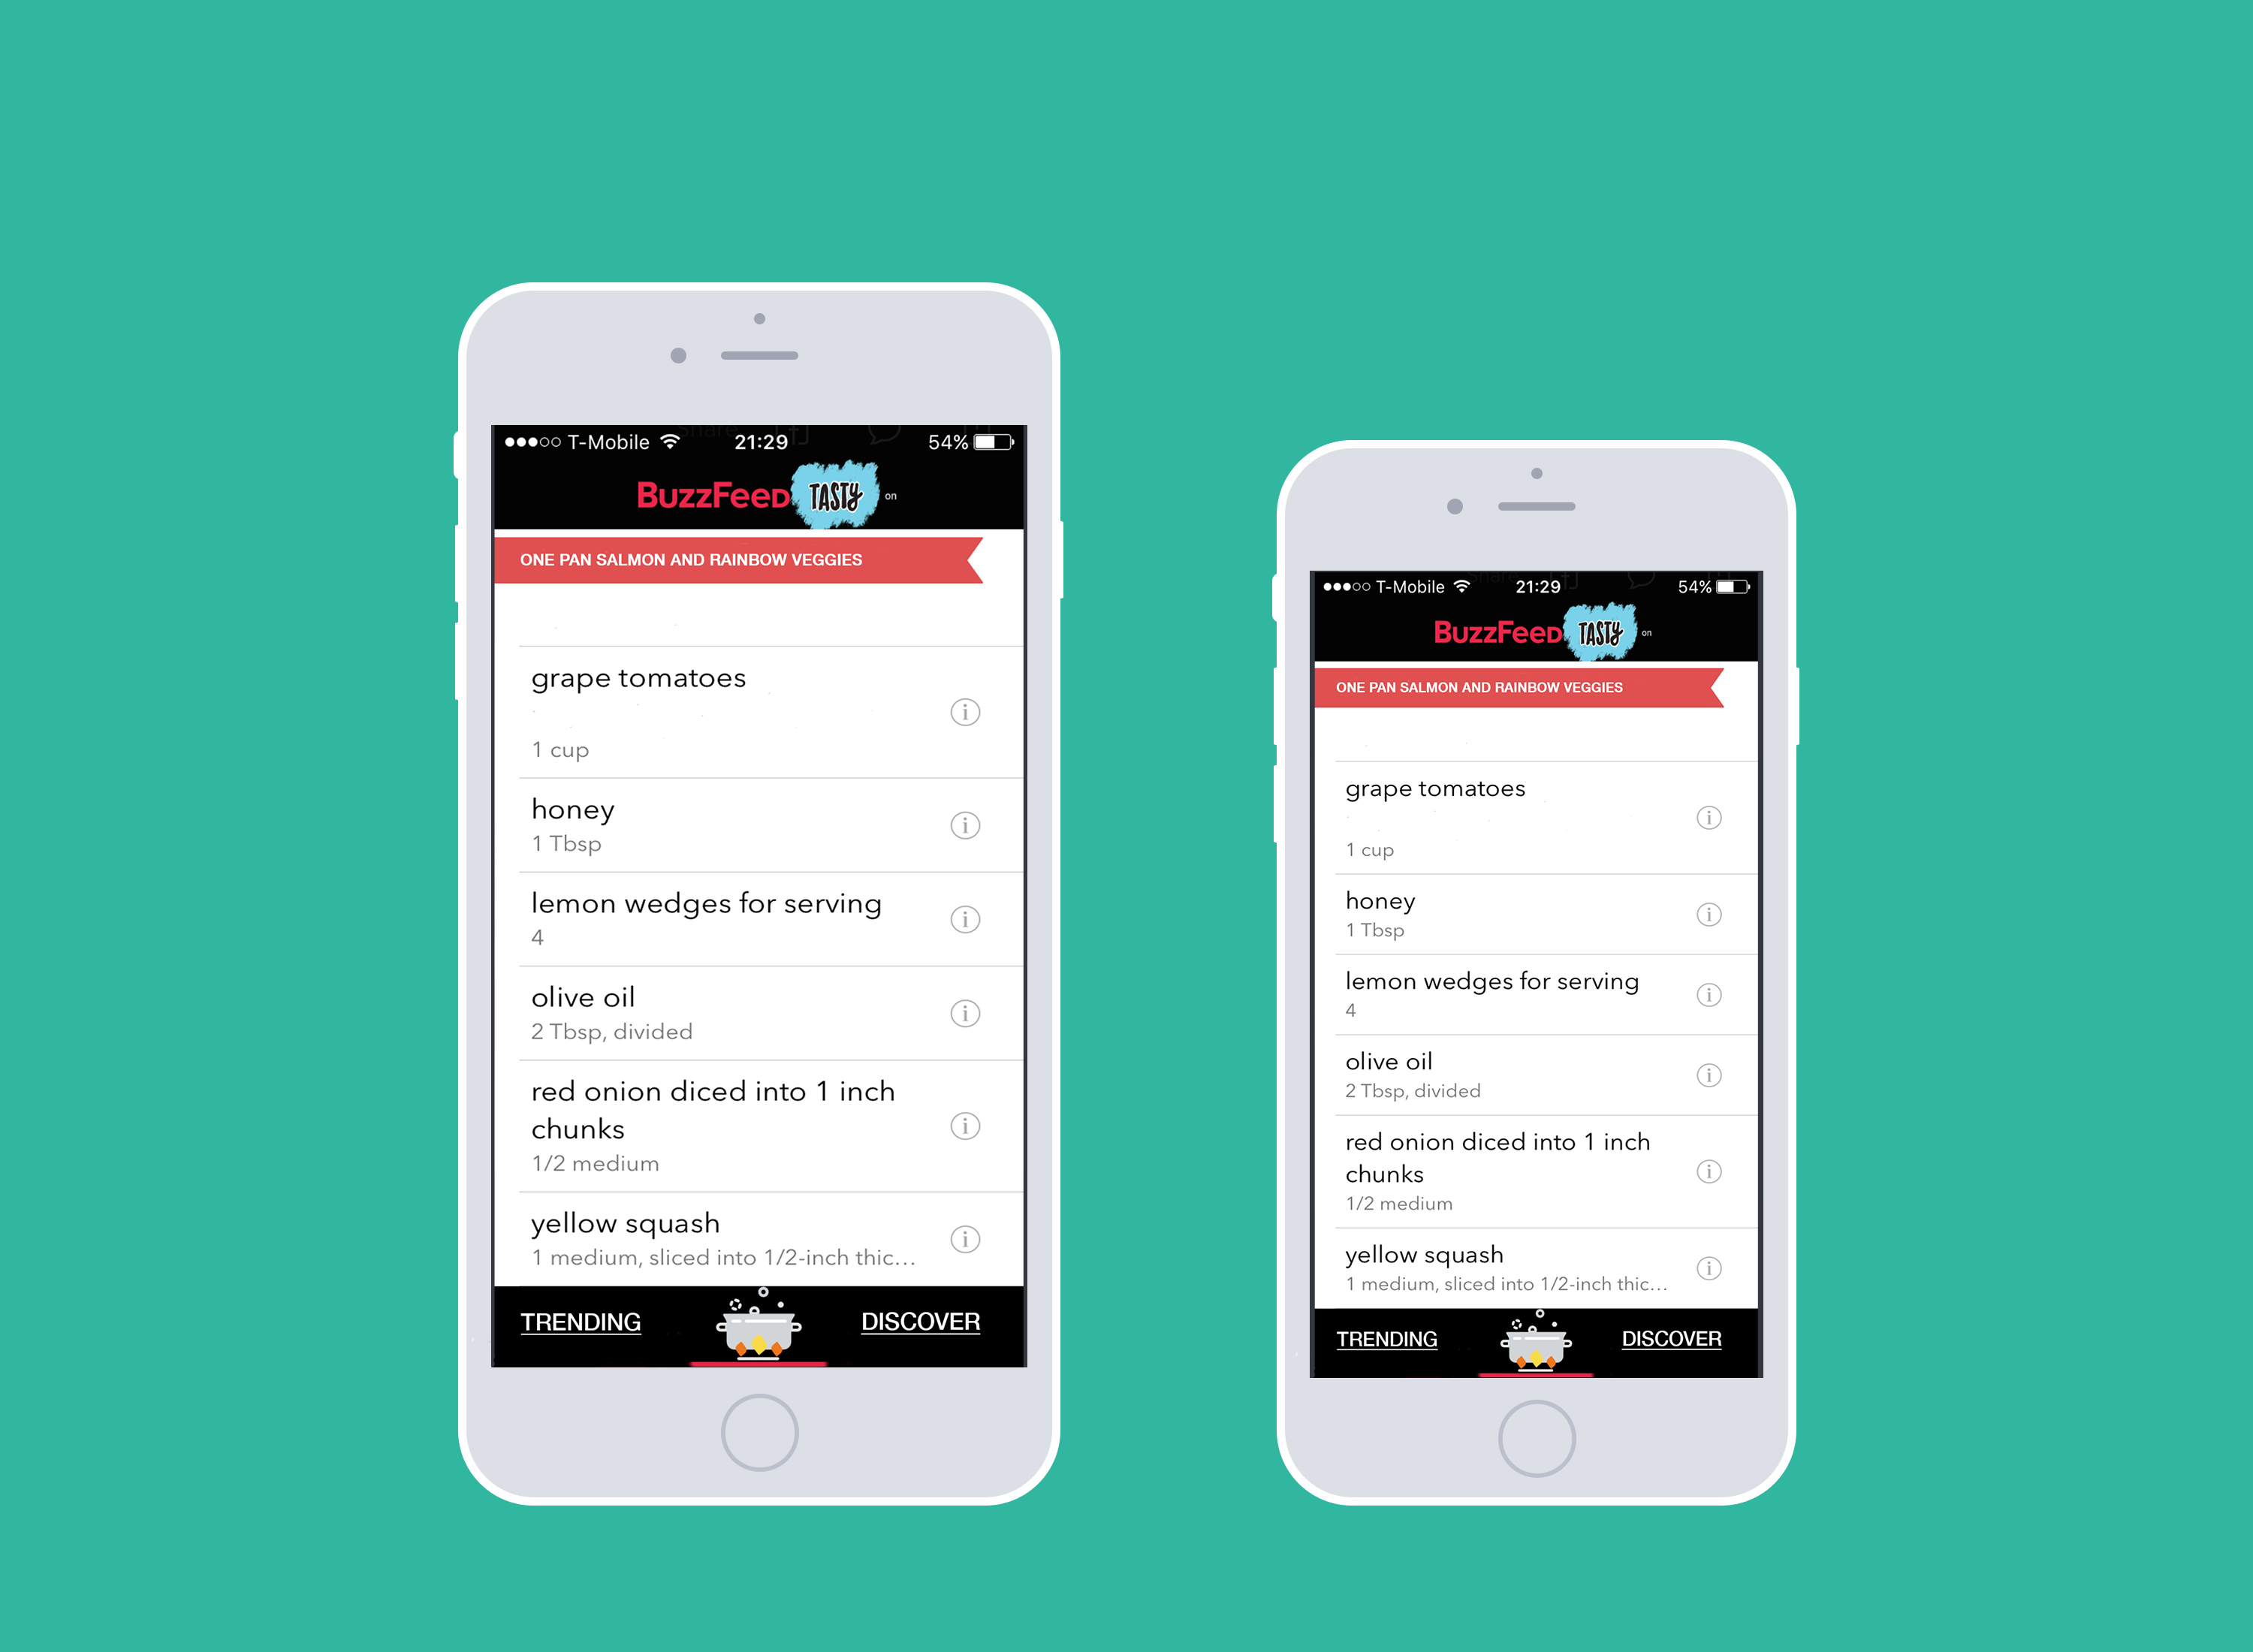 T-Mobile 21:29 54%
BuzzFeed TASTY on
ONE PAN SALMON AND RAINBOW VEGGIES
grape tomatoes
1 cup
honey
1 Tbsp
lemon wedges for serving
4
olive oil
2 Tbsp, divided
red onion diced into 1 inch
chunks
1/2 medium
yellow squash
1 medium, sliced into 1/2-inch thic...
TRENDING DISCOVER
T-Mobile 21:29 54%
BuzzFeed TASTY on
ONE PAN SALMON AND RAINBOW VEGGIES
grape tomatoes
1 cup
honey
1 Tbsp
lemon wedges for serving
4
olive oil
2 Tbsp, divided
red onion diced into 1 inch
chunks
1/2 medium
yellow squash
1 medium, sliced into 1/2-inch thic...
TRENDING DISCOVER